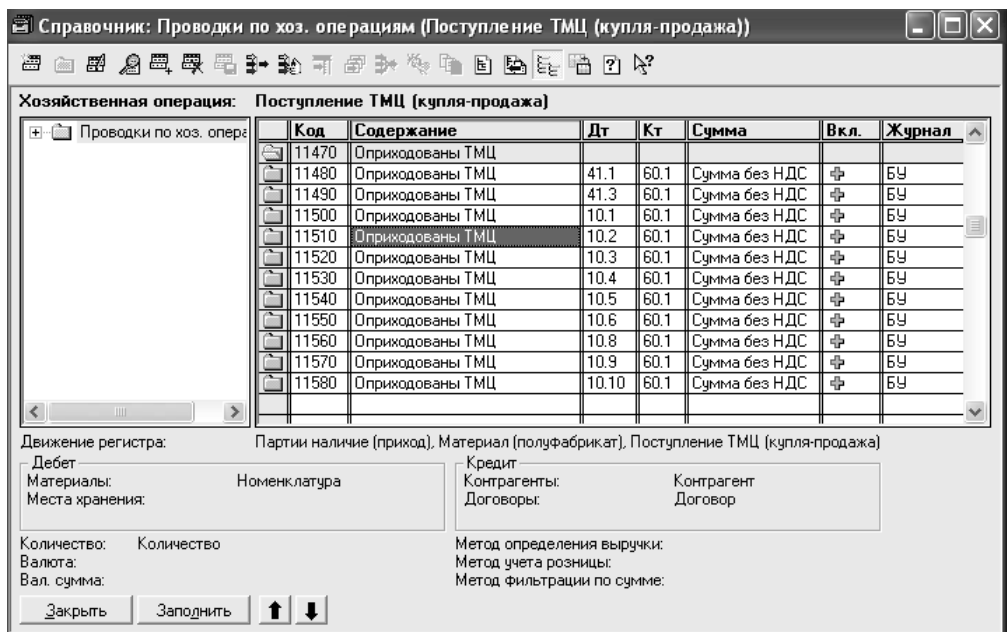 Справочник: Проводки по хоз. операциям (Поступление ТМЦ (купля-продажа))
Хозяйственная операция: Поступление ТМЦ (купля-продажа)
Проводки по хоз. опера
Код Содержание Дт Кт Сумма Вкл. Журнал
11470 Оприходованы ТМЦ
11480 Оприходованы ТМЦ 41.1 60.1 Сумма без НДС БУ
11490 Оприходованы ТМЦ 41.3 60.1 Сумма без НДС БУ
11500 Оприходованы ТМЦ 10.1 60.1 Сумма без НДС БУ
11510 Оприходованы ТМЦ 10.2 60.1 Сумма без НДС БУ
11520 Оприходованы ТМЦ 10.3 60.1 Сумма без НДС БУ
11530 Оприходованы ТМЦ 10.4 60.1 Сумма без НДС БУ
11540 Оприходованы ТМЦ 10.5 60.1 Сумма без НДС БУ
11550 Оприходованы ТМЦ 10.6 60.1 Сумма без НДС БУ
11560 Оприходованы ТМЦ 10.8 60.1 Сумма без НДС БУ
11570 Оприходованы ТМЦ 10.9 60.1 Сумма без НДС БУ
11580 Оприходованы ТМЦ 10.10 60.1 Сумма без НДС БУ
Движение регистра: Партии наличие (приход), Материал (полуфабрикат), Поступление ТМЦ (купля-продажа)
Дебет
Материалы: Номенклатура
Места хранения:
Кредит
Контрагенты: Контрагент
Договоры: Договор
Количество: Количество
Валюта:
Вал. сумма:
Метод определения выручки:
Метод учета розницы:
Метод фильтрации по сумме:
Закрыть Заполнить